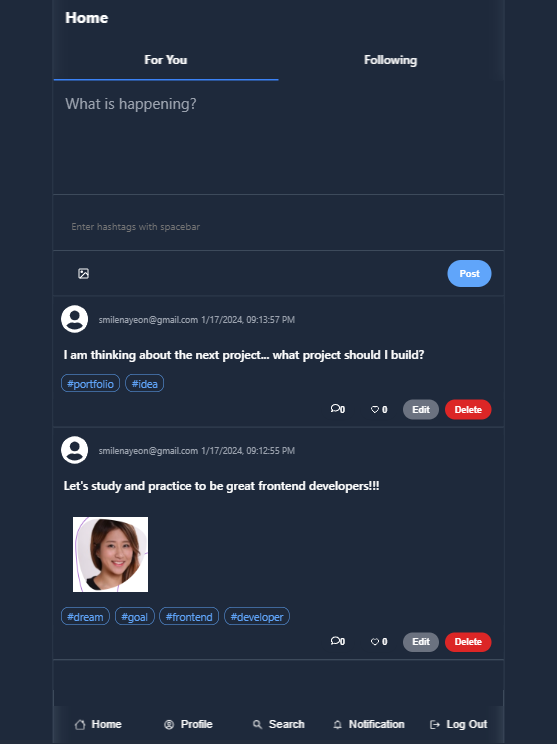 Home
For You Following
What is happening?
Enter hashtags with spacebar
Post
smilenayeon@gmail.com 1/17/2024, 09:13:57 PM
I am thinking about the next project... what project should I build?
#portfolio #idea
0 0 Edit Delete
smilenayeon@gmail.com 1/17/2024, 09:12:55 PM
Let's study and practice to be great frontend developers!!!
#dream #goal #frontend #developer
0 0 Edit Delete
Home Profile Search Notification Log Out